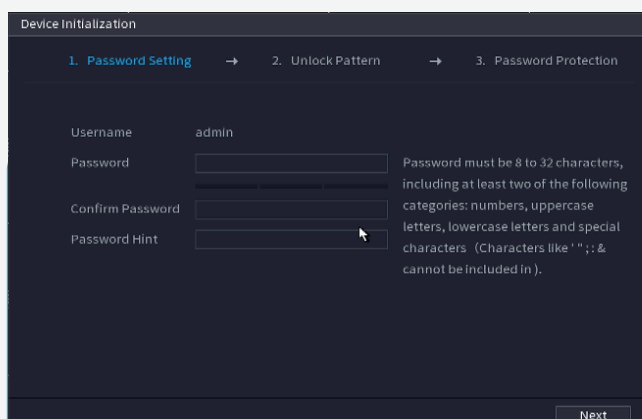 Device Initialization
1. Password Setting → 2. Unlock Pattern → 3. Password Protection
Username admin
Password
Password must be 8 to 32 characters,
including at least two of the following
Confirm Password
categories: numbers, uppercase
letters, lowercase letters and special
Password Hint
characters (Characters like ' " ; : &
cannot be included in ).
Next